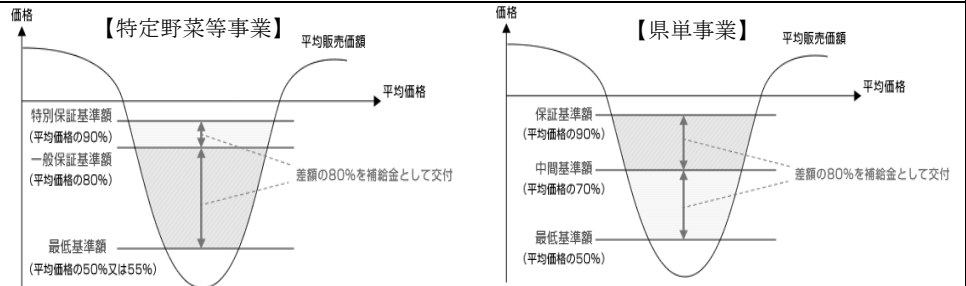 価格
【特定野菜等事業】
平均販売価額
平均価格
特別保証基準額
(平均価格の90%)
一般保証基準額
(平均価格の80%)
差額の80%を補給金として交付
最低基準額
(平均価格の50%又は55%)
価格
【県単事業】
平均販売価額
平均価格
保証基準額
(平均価格の90%)
中間基準額
(平均価格の70%)
差額の80%を補給金として交付
最低基準額
(平均価格の50%)